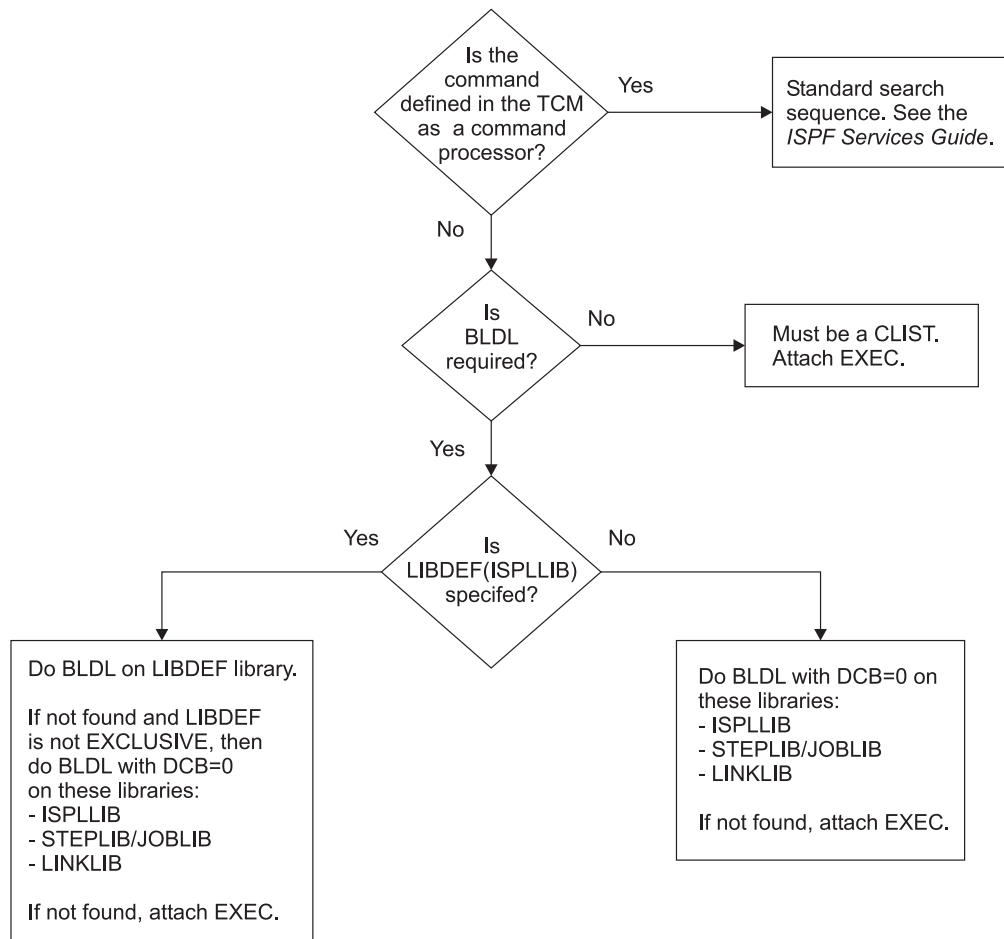 Is the
command
defined in the TCM
as a command
processor?
Yes
Standard search
sequence. See the
ISPF Services Guide.
No
Is
BLDL
required?
No
Must be a CLIST.
Attach EXEC.
Yes
Is
LIBDEF(ISPLLIB)
specifed?
Yes
No
Do BLDL on LIBDEF library.
If not found and LIBDEF
is not EXCLUSIVE, then
do BLDL with DCB=0
on these libraries:
- ISPLLIB
- STEPLIB/JOBLIB
- LINKLIB
If not found, attach EXEC.
Do BLDL with DCB=0 on
these libraries:
- ISPLLIB
- STEPLIB/JOBLIB
- LINKLIB
If not found, attach EXEC.